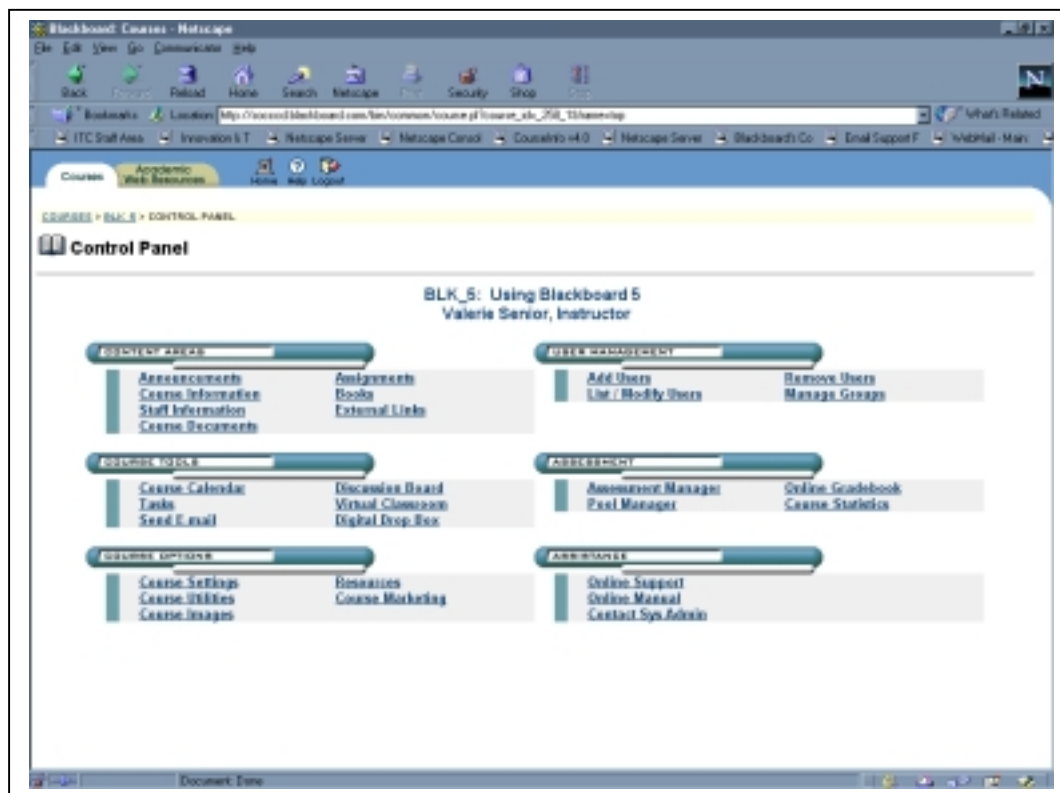 Blackboard: Courses - Netscape
File Edit View Go Communicator Help
Back Forward Reload Home Search Netscape Print Security Shop Stop
Bookmarks Location What's Related
ITC Staff Area Innovation & T Netscape Server Netscape Consol CourseInfo v4.0 Netscape Server Blackboard's Co Email Support F WebMail - Main:
Courses Academic Web Resources Home Help Logout
COURSES > BLK_5 > CONTROL PANEL
Control Panel
BLK_5: Using Blackboard 5
Valerie Senior, Instructor
CONTENT AREAS
Announcements Assignments
Course Information Books
Staff Information External Links
Course Documents
USER MANAGEMENT
Add Users Remove Users
List / Modify Users Manage Groups
COURSE TOOLS
Course Calendar Discussion Board
Tasks Virtual Classroom
Send E-mail Digital Drop Box
ASSESSMENT
Assessment Manager Online Gradebook
Pool Manager Course Statistics
COURSE OPTIONS
Course Settings Resources
Course Utilities Course Marketing
Course Images
ASSISTANCE
Online Support
Online Manual
Contact Sys Admin
Document: Done